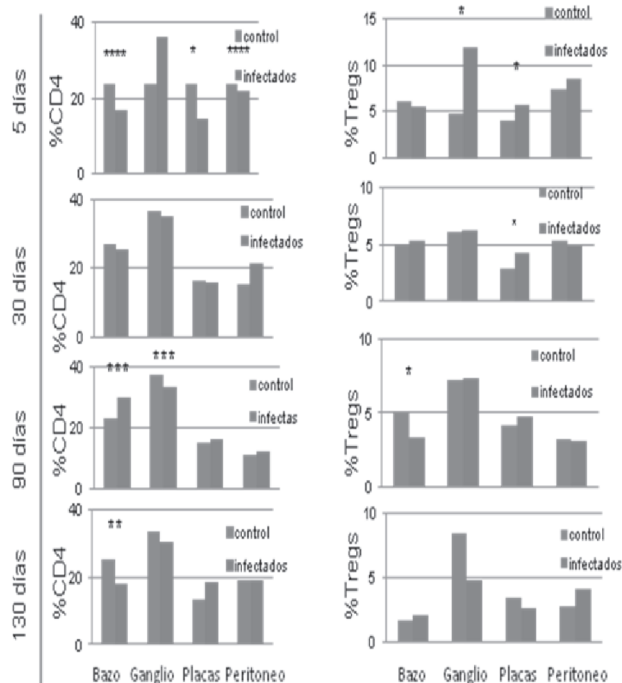 5 días
%CD4
40
20
0
****
*
****
control
infectados
%Tregs
15
10
5
0
*
*
control
infectados
30 días
%CD4
40
20
0
control
infectados
%Tregs
10
5
0
*
control
infectados
90 días
%CD4
40
20
0
***
***
control
infectas
%Tregs
10
5
0
*
control
infectados
130 días
%CD4
40
20
0
**
control
infectados
Bazo Ganglio Placas Peritoneo
%Tregs
10
5
0
control
infectados
Bazo Ganglio Placas Peritoneo